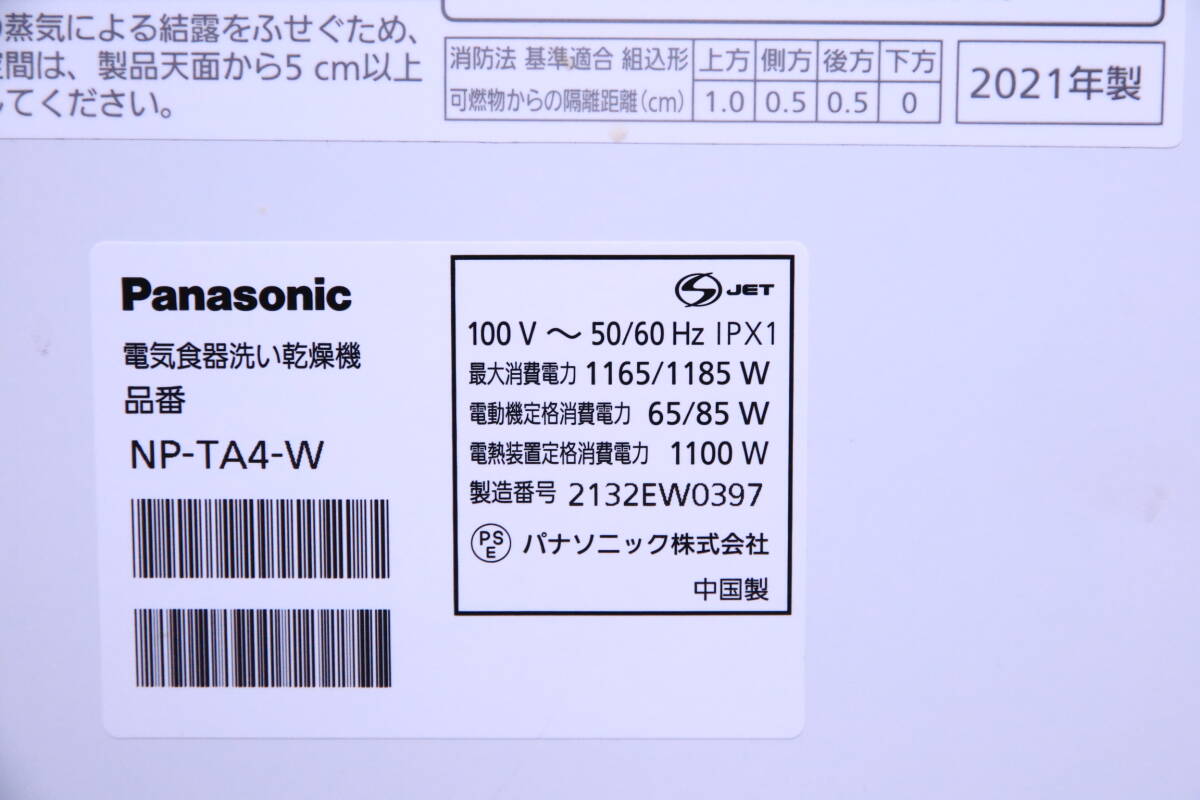 の蒸気による結露をふせぐため、
空間は、製品天面から5 cm以上
してください。
消防法 基準適合 組込形 上方 側方 後方 下方
可燃物からの隔離距離(cm) 1.0 0.5 0.5 0
2021年製
Panasonic
電気食器洗い乾燥機
品番
NP-TA4-W
S JET
100 V ～ 50/60 Hz IPX1
最大消費電力 1165/1185 W
電動機定格消費電力 65/85 W
電熱装置定格消費電力 1100 W
製造番号 2132EW0397
PSE パナソニック株式会社
中国製